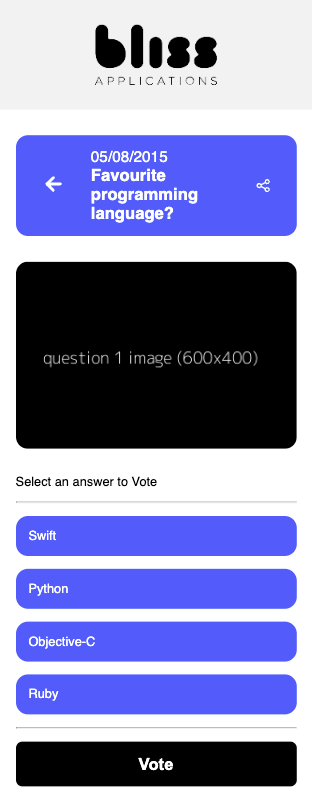 bliss
APPLICATIONS
05/08/2015
Favourite
programming
language?
question 1 image (600x400)
Select an answer to Vote
Swift
Python
Objective-C
Ruby
Vote